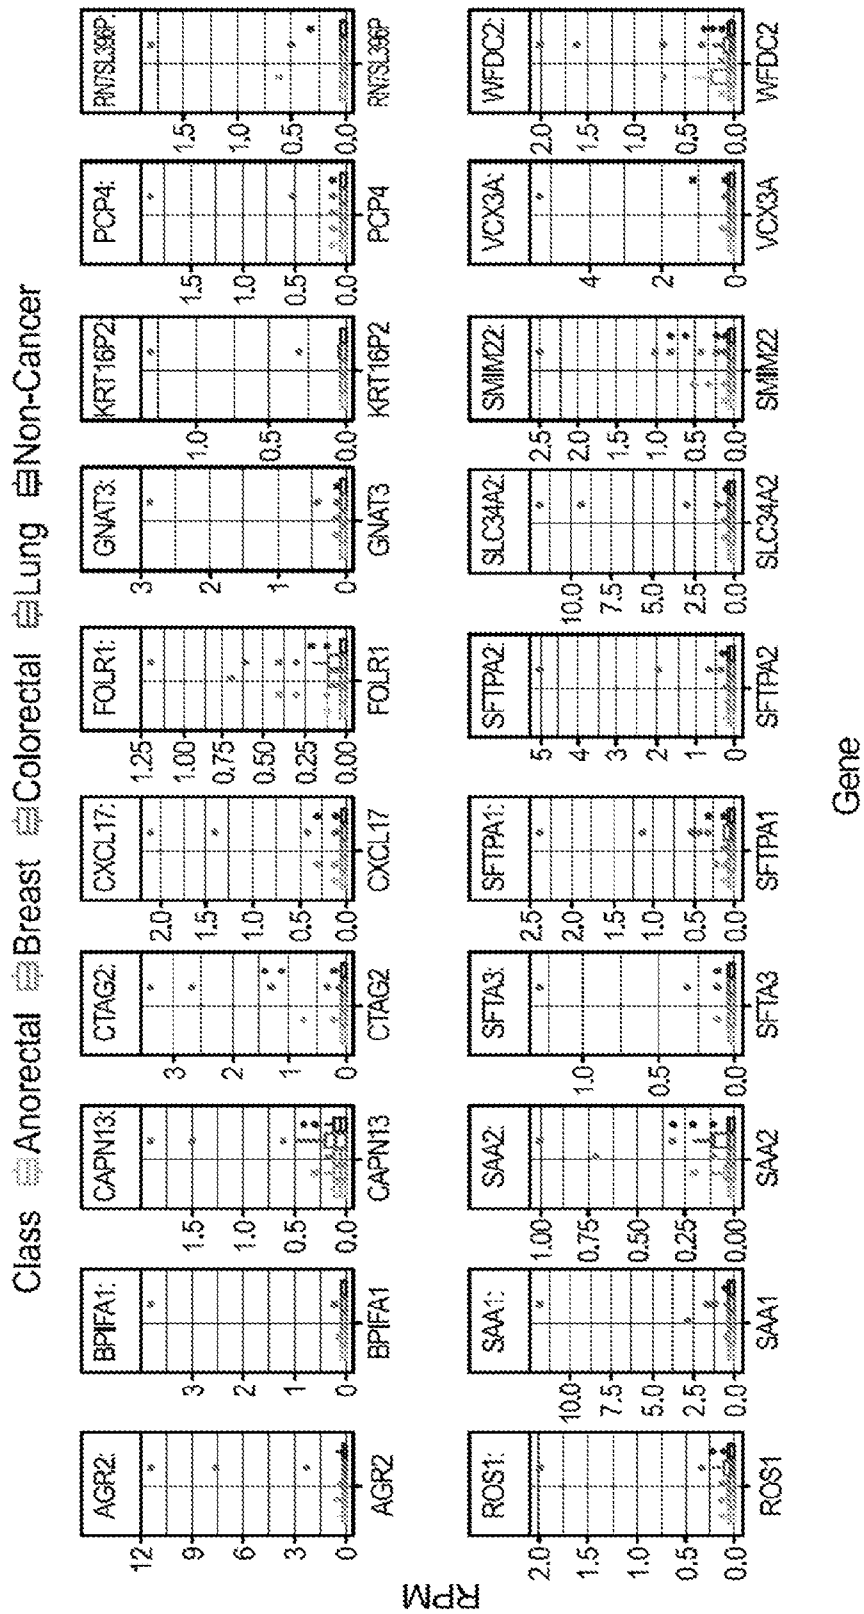 Class Anorectal Breast Colorectal Lung Non-Cancer
AGR2: BPIFA1: CAPN13: CTAG2: CXCL17: FOLR1: GNAT3: KRT16P2: PCP4: RN7SL396P:
12 9 6 3 0
3 2 1 0
1.5 1.0 0.5 0.0
3 2 1 0
2.0 1.5 1.0 0.5 0.0
1.25 1.00 0.75 0.50 0.25 0.00
3 2 1 0
1.0 0.5 0.0
1.5 1.0 0.5 0.0
1.5 1.0 0.5 0.0
AGR2 BPIFA1 CAPN13 CTAG2 CXCL17 FOLR1 GNAT3 KRT16P2 PCP4 RN7SL396P
RPM
ROS1: SAA1: SAA2: SFTA3: SFTPA1: SFTPA2: SLC34A2: SMIM22: VCX3A: WFDC2:
2.0 1.5 1.0 0.5 0.0
10.0 7.5 5.0 2.5 0.0
1.00 0.75 0.50 0.25 0.00
1.0 0.5 0.0
2.5 2.0 1.5 1.0 0.5 0.0
5 4 3 2 1 0
10.0 7.5 5.0 2.5 0.0
2.5 2.0 1.5 1.0 0.5 0.0
4 2 0
2.0 1.5 1.0 0.5 0.0
ROS1 SAA1 SAA2 SFTA3 SFTPA1 SFTPA2 SLC34A2 SMIM22 VCX3A WFDC2
Gene